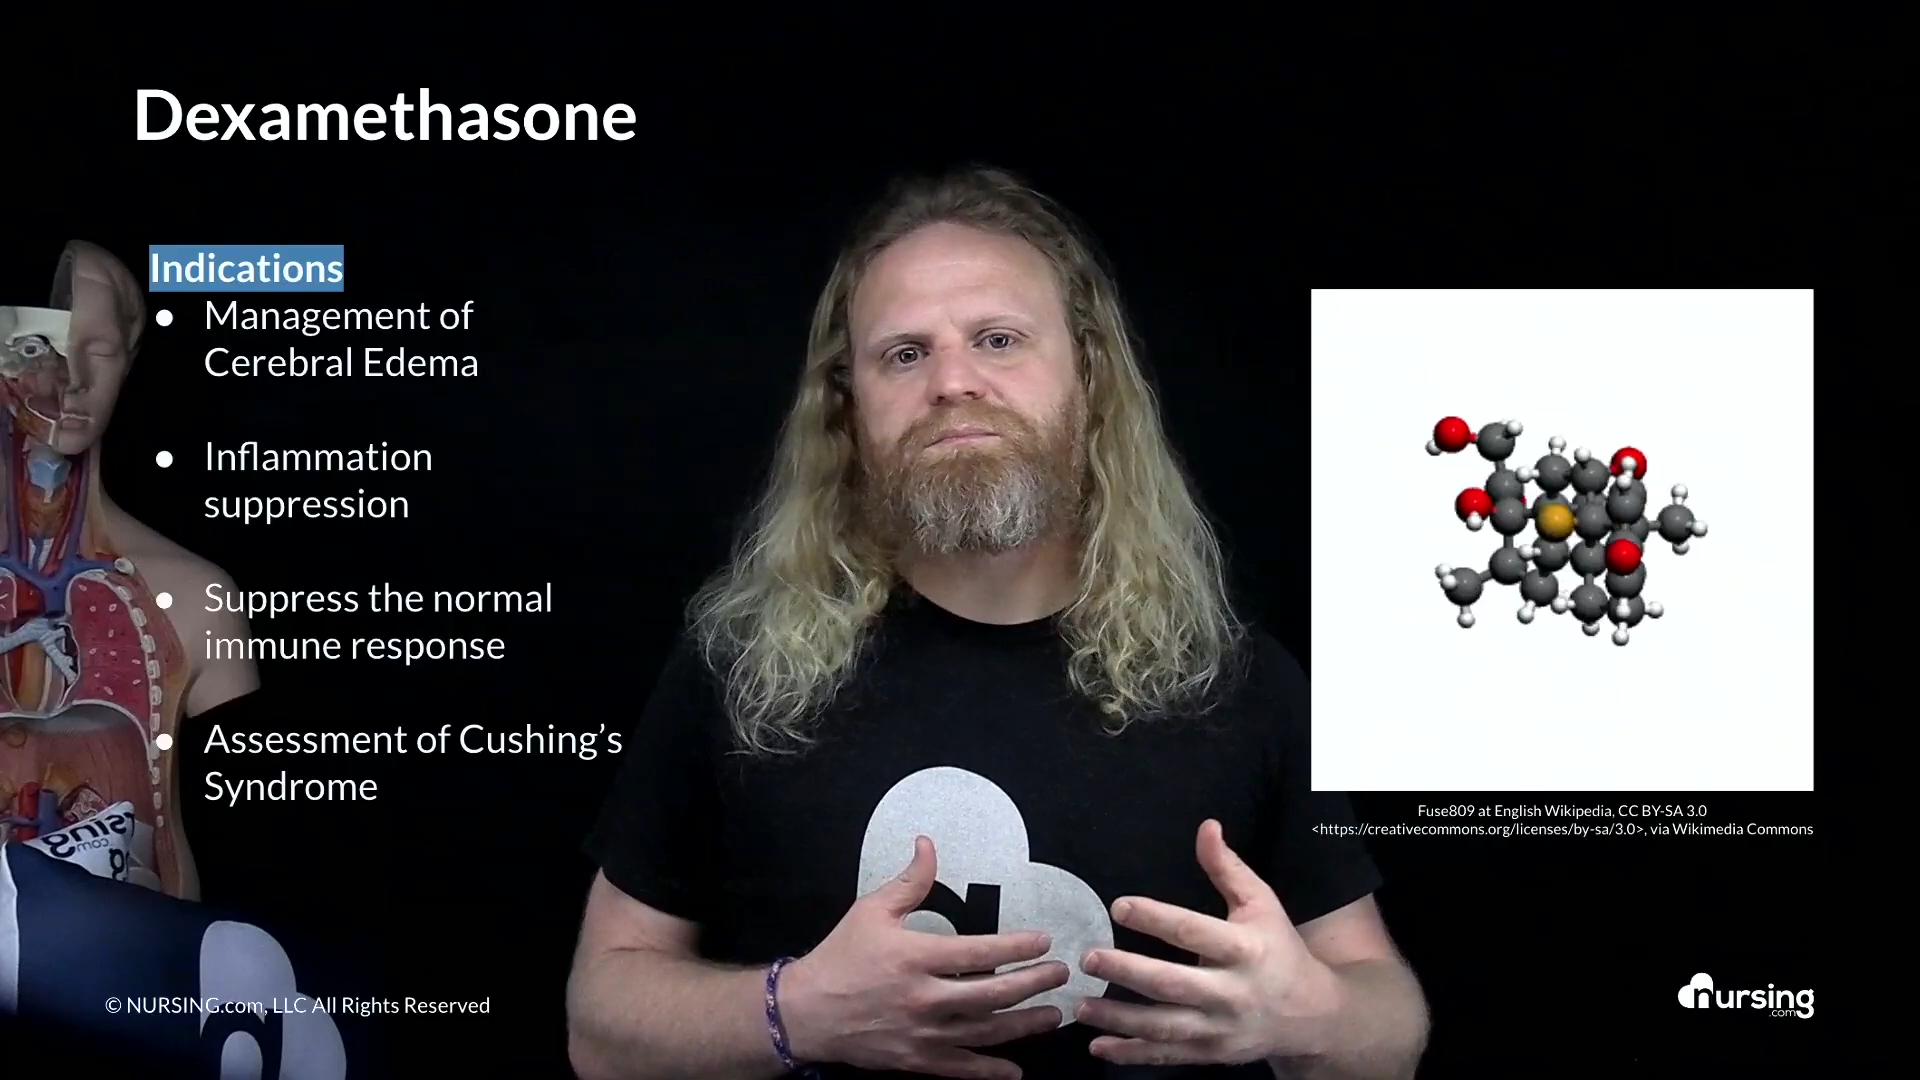 Dexamethasone
Indications
● Management of
Cerebral Edema
● Inflammation
suppression
● Suppress the normal
immune response
● Assessment of Cushing’s
Syndrome
Fuse809 at English Wikipedia, CC BY-SA 3.0
<https://creativecommons.org/licenses/by-sa/3.0>, via Wikimedia Commons
© NURSING.com, LLC All Rights Reserved
nursing
.com